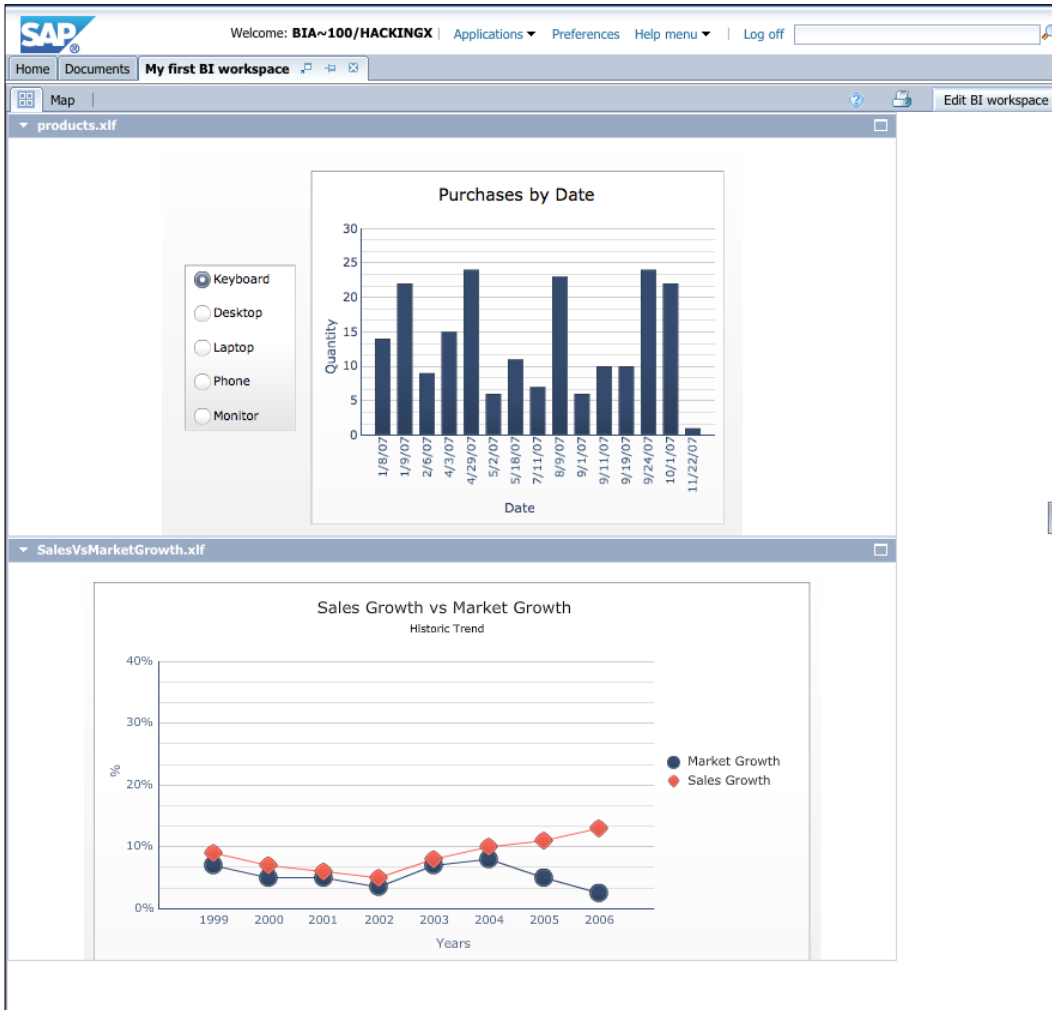 SAP®
Welcome: BIA~100/HACKINGX | Applications Preferences Help menu | Log off
Home Documents My first BI workspace
Map | ? Edit BI workspace
products.xlf
Purchases by Date
30
25
20
15
10
5
0
Quantity
Keyboard
Desktop
Laptop
Phone
Monitor
1/8/07 1/9/07 2/6/07 4/3/07 4/29/07 5/2/07 5/18/07 7/11/07 8/9/07 9/1/07 9/11/07 9/19/07 9/24/07 10/1/07 11/22/07
Date
SalesVsMarketGrowth.xlf
Sales Growth vs Market Growth
Historic Trend
40%
30%
20%
10%
0%
%
Market Growth
Sales Growth
1999 2000 2001 2002 2003 2004 2005 2006
Years